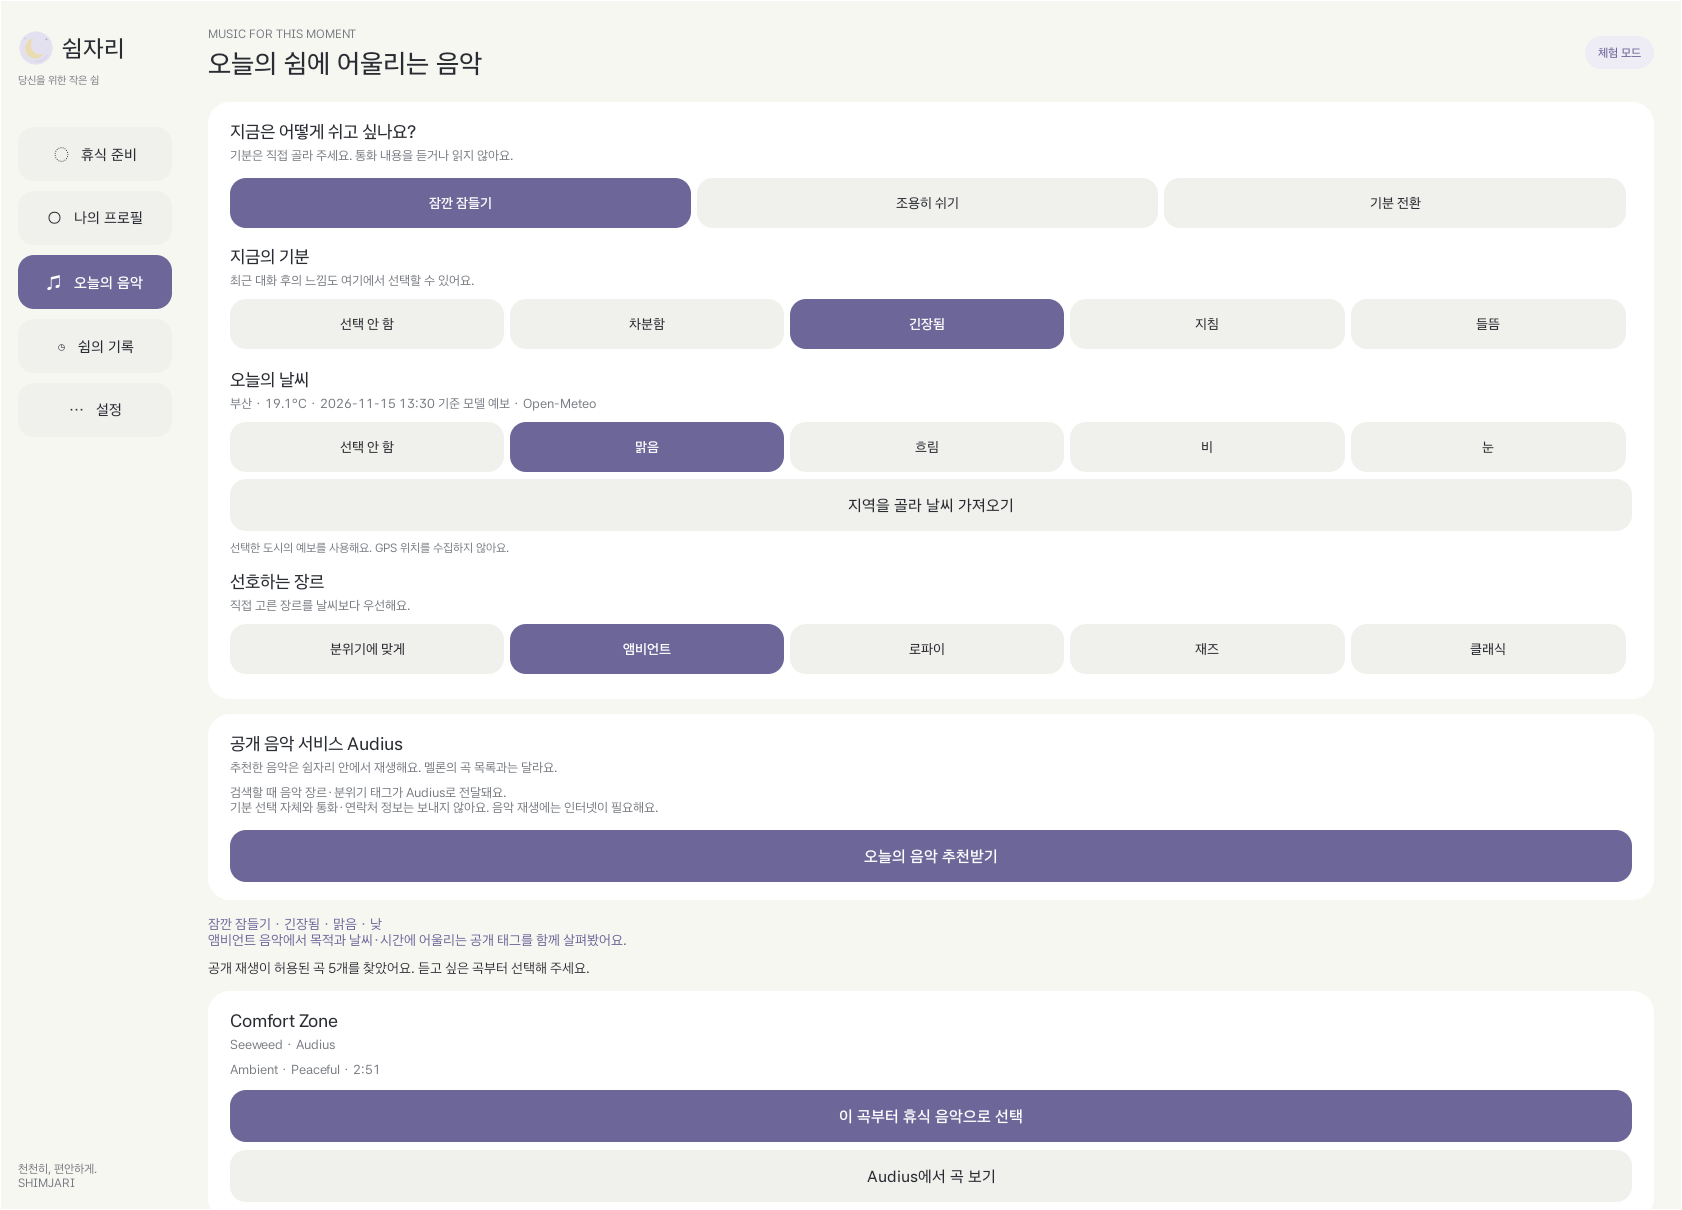 쉼자리
당신을 위한 작은 쉼
휴식 준비
나의 프로필
오늘의 음악
쉼의 기록
설정
천천히, 편안하게.
SHIMJARI
MUSIC FOR THIS MOMENT
오늘의 쉼에 어울리는 음악
체험 모드
지금은 어떻게 쉬고 싶나요?
기분은 직접 골라 주세요. 통화 내용을 듣거나 읽지 않아요.
잠깐 잠들기
조용히 쉬기
기분 전환
지금의 기분
최근 대화 후의 느낌도 여기에서 선택할 수 있어요.
선택 안 함
차분함
긴장됨
지침
들뜸
오늘의 날씨
부산 · 19.1°C · 2026-11-15 13:30 기준 모델 예보 · Open-Meteo
선택 안 함
맑음
흐림
비
눈
지역을 골라 날씨 가져오기
선택한 도시의 예보를 사용해요. GPS 위치를 수집하지 않아요.
선호하는 장르
직접 고른 장르를 날씨보다 우선해요.
분위기에 맞게
앰비언트
로파이
재즈
클래식
공개 음악 서비스 Audius
추천한 음악은 쉼자리 안에서 재생해요. 멜론의 곡 목록과는 달라요.
검색할 때 음악 장르·분위기 태그가 Audius로 전달돼요.
기분 선택 자체와 통화·연락처 정보는 보내지 않아요. 음악 재생에는 인터넷이 필요해요.
오늘의 음악 추천받기
잠깐 잠들기 · 긴장됨 · 맑음 · 낮
앰비언트 음악에서 목적과 날씨·시간에 어울리는 공개 태그를 함께 살펴봤어요.
공개 재생이 허용된 곡 5개를 찾았어요. 듣고 싶은 곡부터 선택해 주세요.
Comfort Zone
Seeweed · Audius
Ambient · Peaceful · 2:51
이 곡부터 휴식 음악으로 선택
Audius에서 곡 보기